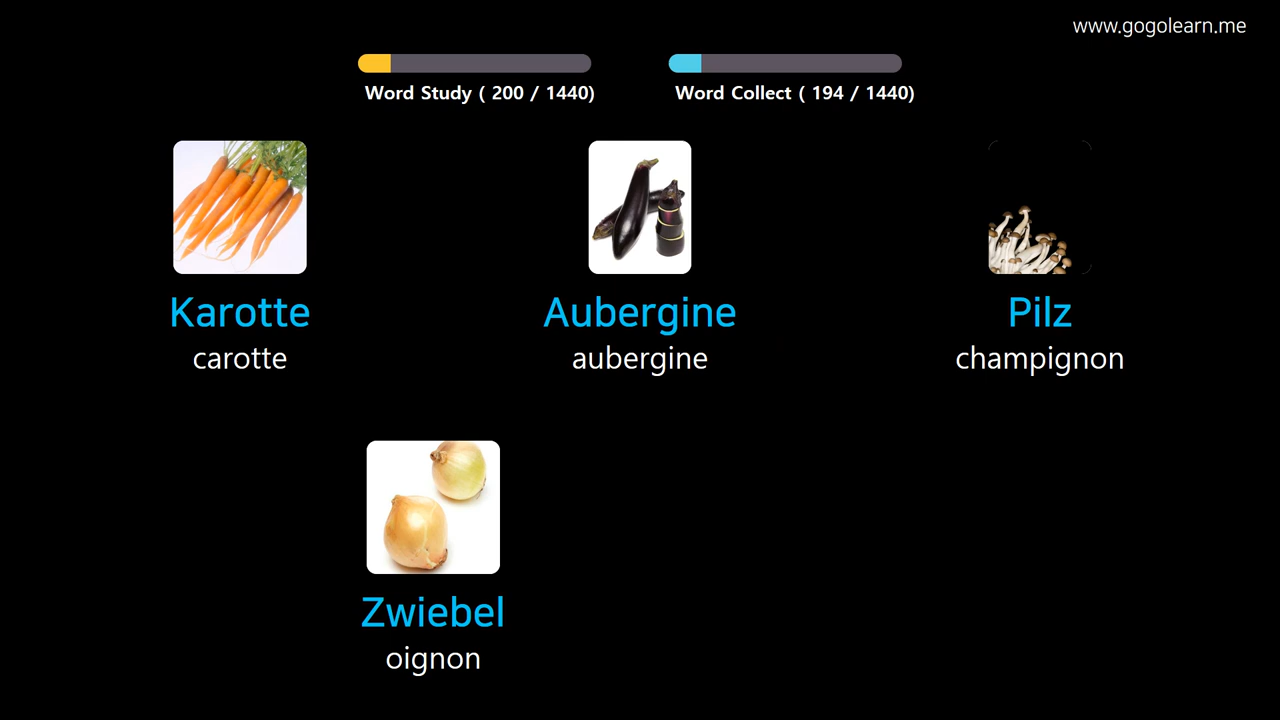 www.gogolearn.me
Word Study ( 200 / 1440)
Word Collect ( 194 / 1440)
Karotte
carotte
Aubergine
aubergine
Pilz
champignon
Zwiebel
oignon